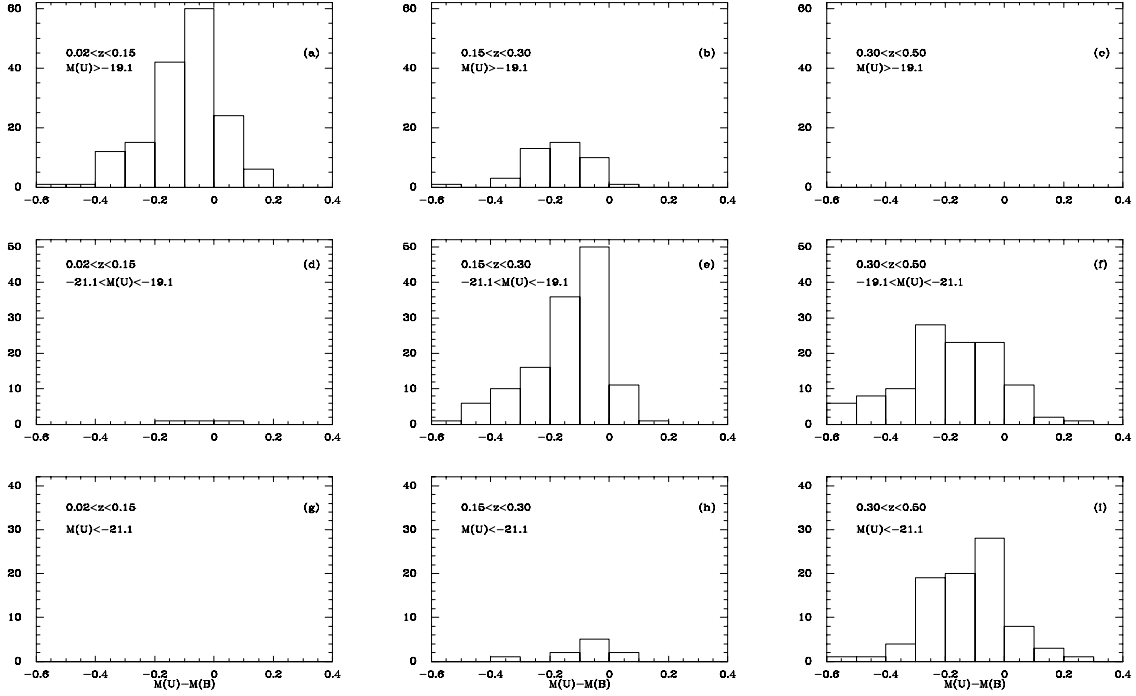 60
40
20
0
0.02<z<0.15 (a)
M(U)>-19.1
-0.6 -0.4 -0.2 0 0.2 0.4
0.15<z<0.30 (b)
M(U)>-19.1
60
40
20
0
-0.6 -0.4 -0.2 0 0.2 0.4
0.30<z<0.50 (c)
M(U)>-19.1
60
40
20
0
-0.6 -0.4 -0.2 0 0.2 0.4
50
40
30
20
10
0
0.02<z<0.15 (d)
-21.1<M(U)<-19.1
-0.6 -0.4 -0.2 0 0.2 0.4
50
40
30
20
10
0
0.15<z<0.30 (e)
-21.1<M(U)<-19.1
-0.6 -0.4 -0.2 0 0.2 0.4
50
40
30
20
10
0
0.30<z<0.50 (f)
-19.1<M(U)<-21.1
-0.6 -0.4 -0.2 0 0.2 0.4
40
30
20
10
0
0.02<z<0.15 (g)
M(U)<-21.1
-0.6 -0.4 -0.2 0 0.2 0.4
M(U)-M(B)
40
30
20
10
0
0.15<z<0.30 (h)
M(U)<-21.1
-0.6 -0.4 -0.2 0 0.2 0.4
M(U)-M(B)
40
30
20
10
0
0.30<z<0.50 (i)
M(U)<-21.1
-0.6 -0.4 -0.2 0 0.2 0.4
M(U)-M(B)